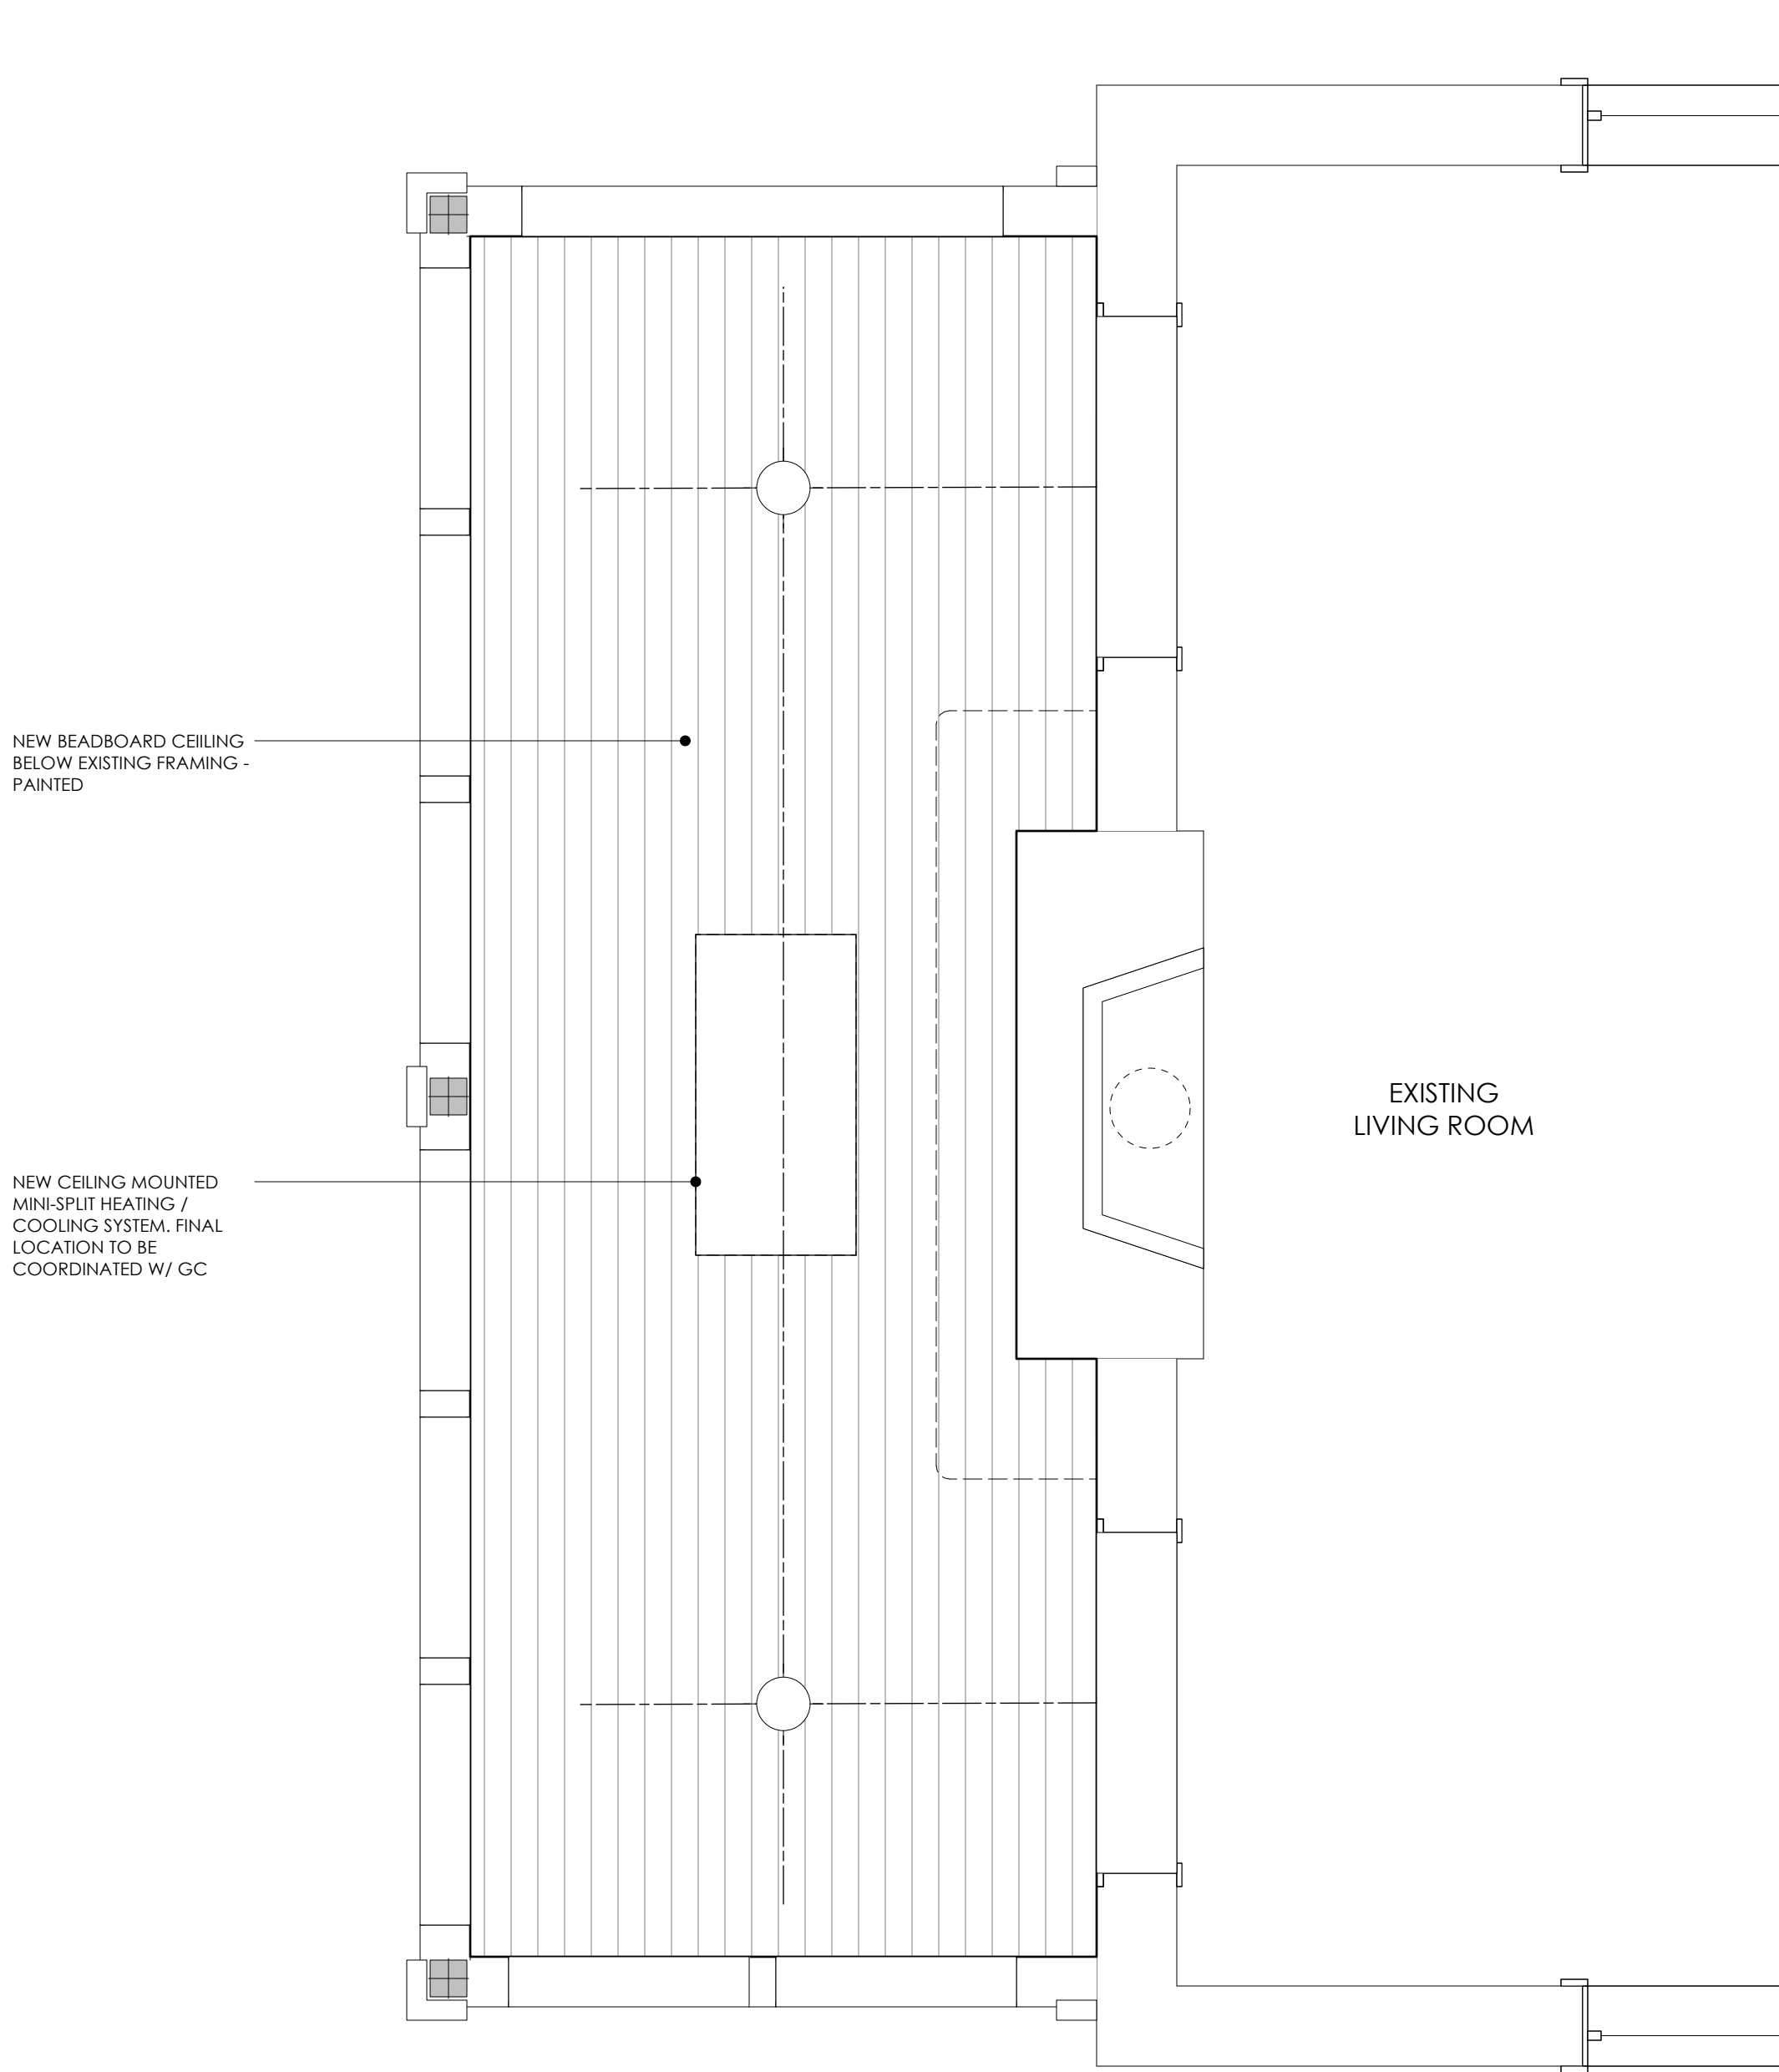 NEW BEADBOARD CEIILING
BELOW EXISTING FRAMING -
PAINTED
EXISTING
LIVING ROOM
NEW CEILING MOUNTED
MINI-SPLIT HEATING /
COOLING SYSTEM. FINAL
LOCATION TO BE
COORDINATED W/ GC